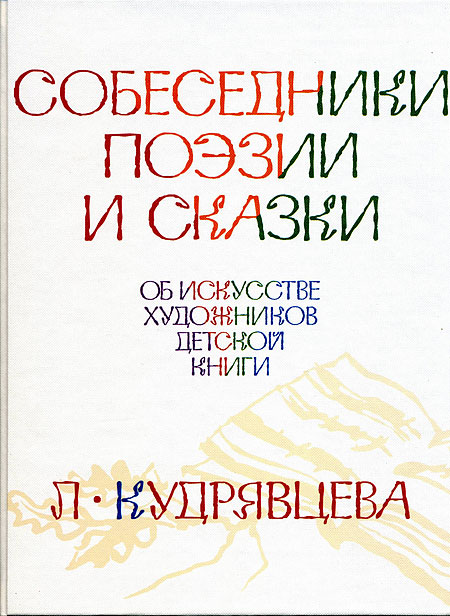 СОБЕСЕДНИКИ
ПОЭЗИИ
И СКАЗКИ
ОБ ИСКУССТВЕ
ХУДОЖНИКОВ
ДЕТСКОЙ
КНИГИ
Л · КУДРЯВЦЕВА